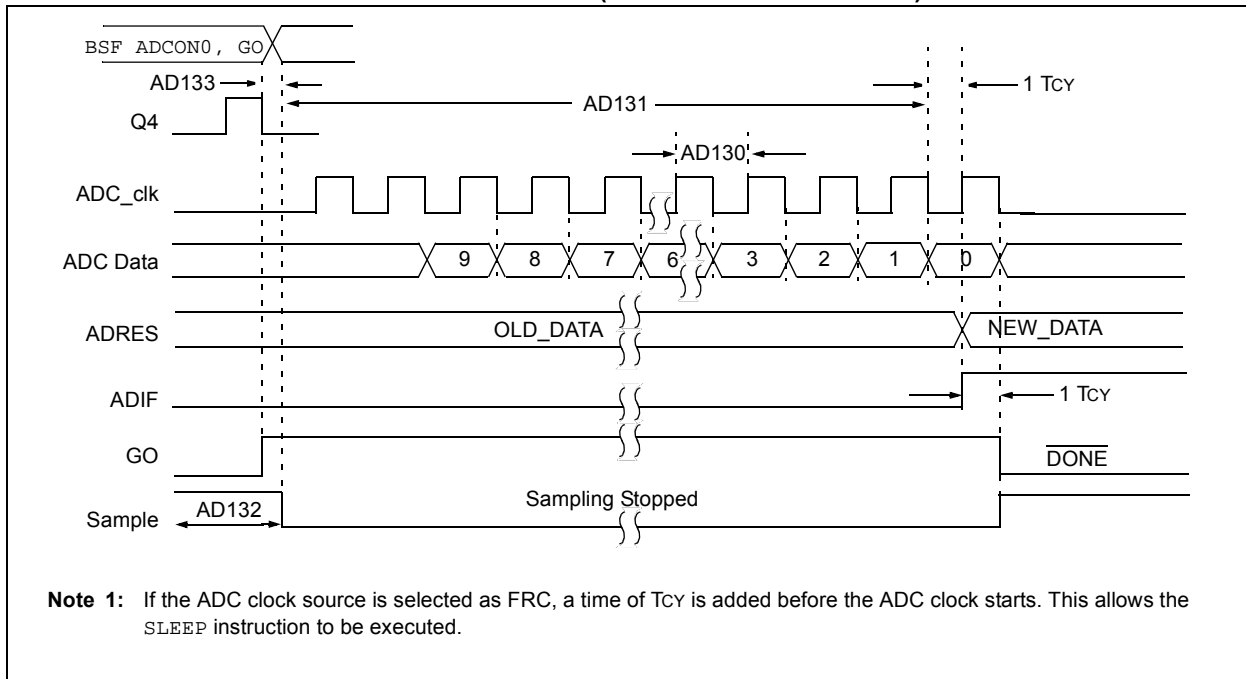 BSF ADCON0, GO
AD133
1 TCY
AD131
Q4
AD130
ADC_clk
ADC Data 9 8 7 6 3 2 1 0
ADRES OLD_DATA NEW_DATA
ADIF 1 TCY
GO DONE
Sample AD132 Sampling Stopped
Note 1: If the ADC clock source is selected as FRC, a time of TCY is added before the ADC clock starts. This allows the
SLEEP instruction to be executed.